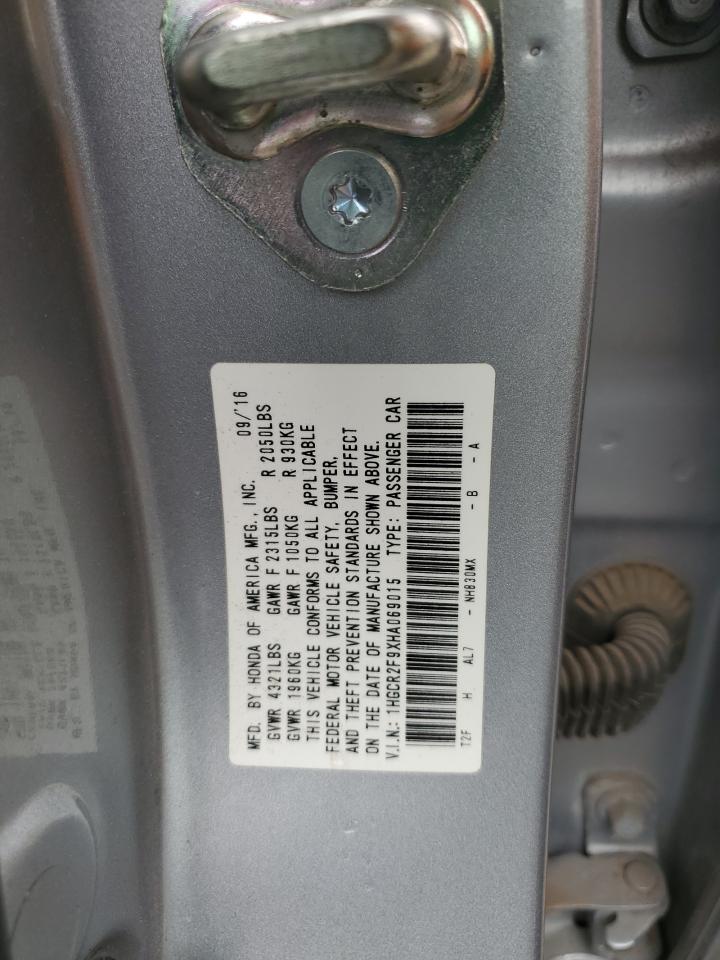 MFD. BY HONDA OF AMERICA MFG., INC. 09/'16
GVWR 4321LBS GAWR F 2315LBS R 2050LBS
GVWR 1960KG GAWR F 1050KG R 930KG
THIS VEHICLE CONFORMS TO ALL APPLICABLE
FEDERAL MOTOR VEHICLE SAFETY, BUMPER,
AND THEFT PREVENTION STANDARDS IN EFFECT
ON THE DATE OF MANUFACTURE SHOWN ABOVE.
V.I.N.: 1HGCR2F9XHA069015 TYPE: PASSENGER CAR
T2F H AL7 - NH830MX - B - A